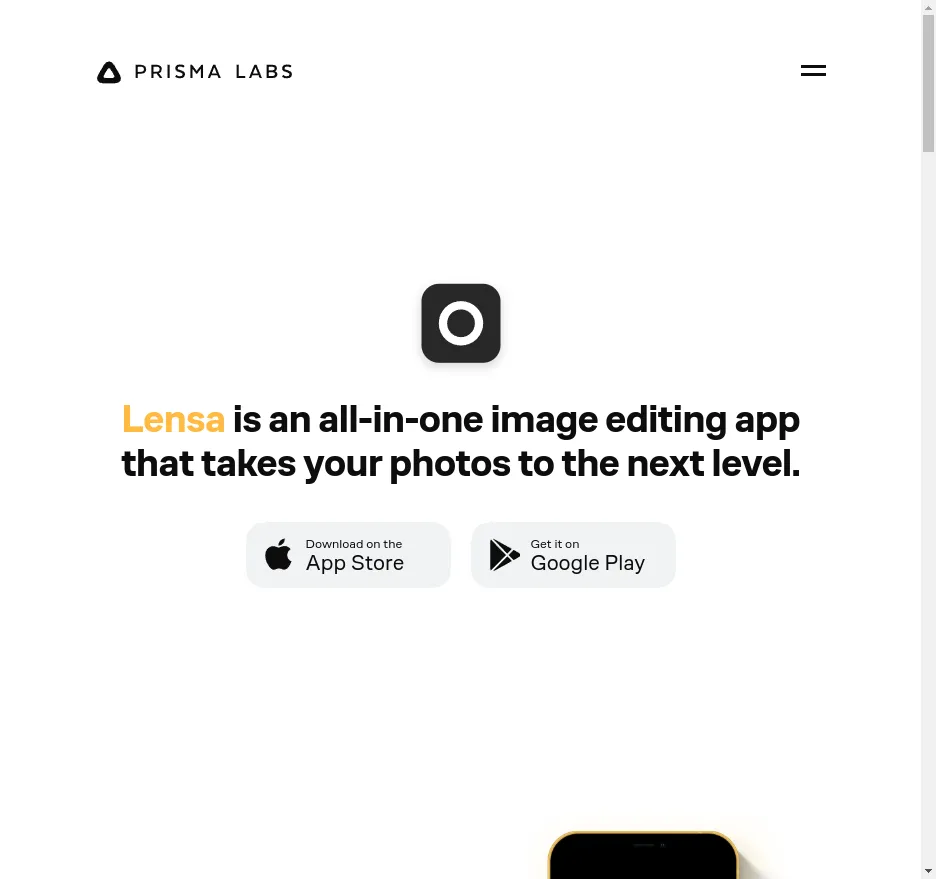 PRISMA LABS
Lensa is an all-in-one image editing app
that takes your photos to the next level.
Download on the
App Store
Get it on
Google Play